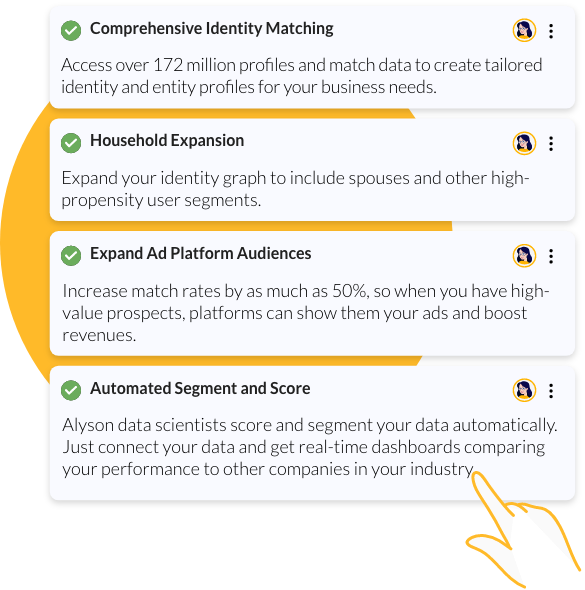 Comprehensive Identity Matching
Access over 172 million profiles and match data to create tailored
identity and entity profiles for your business needs.
Household Expansion
Expand your identity graph to include spouses and other high-
propensity user segments.
Expand Ad Platform Audiences
Increase match rates by as much as 50%, so when you have high-
value prospects, platforms can show them your ads and boost
revenues.
Automated Segment and Score
Alyson data scientists score and segment your data automatically.
Just connect your data and get real-time dashboards comparing
your performance to other companies in your industry